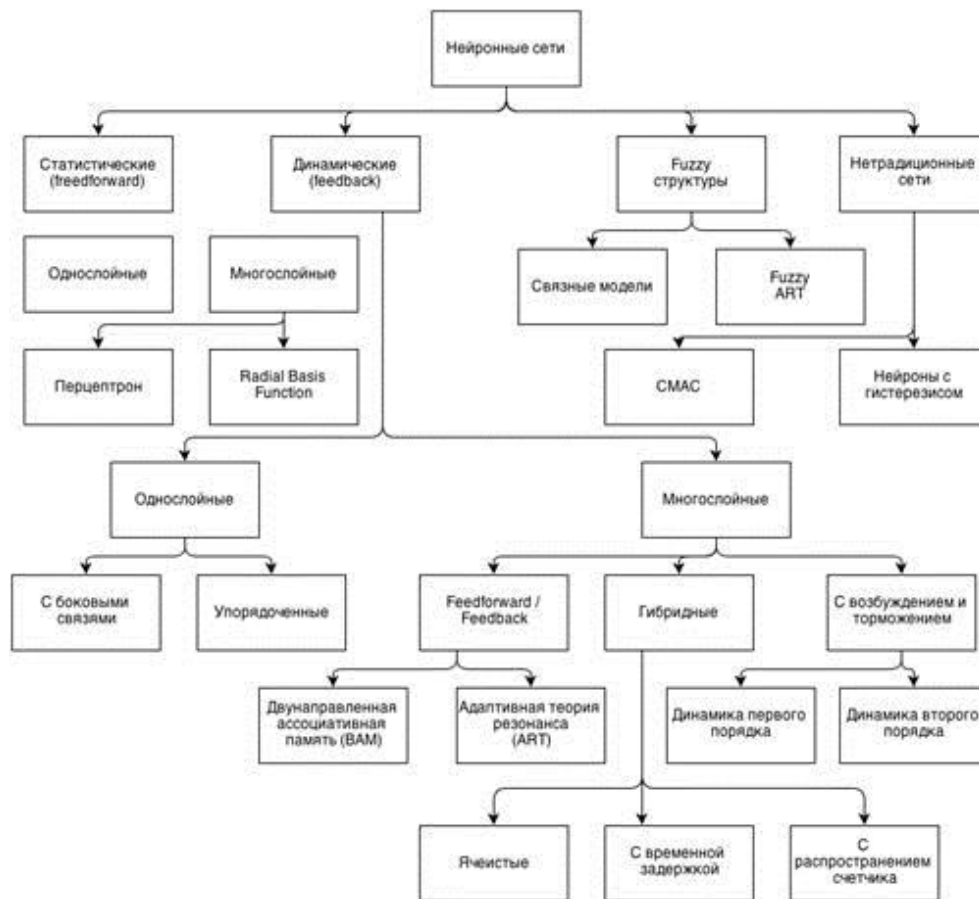 Нейронные сети
Статистические
(freedforward)
Динамические
(feedback)
Fuzzy
структуры
Нетрадиционные
сети
Однослойные
Многослойные
Связные модели
Fuzzy
ART
Перцептрон
Radial Basis
Function
CMAC
Нейроны с
гистерезисом
Однослойные
Многослойные
С боковыми
связями
Упорядоченные
Feedforward /
Feedback
Гибридные
С возбуждением и
торможением
Двунаправленная
ассоциативная
память (BAM)
Адаптивная теория
резонанса
(ART)
Динамика первого
порядка
Динамика второго
порядка
Ячеистые
С временной
задержкой
С
распространением
счетчика